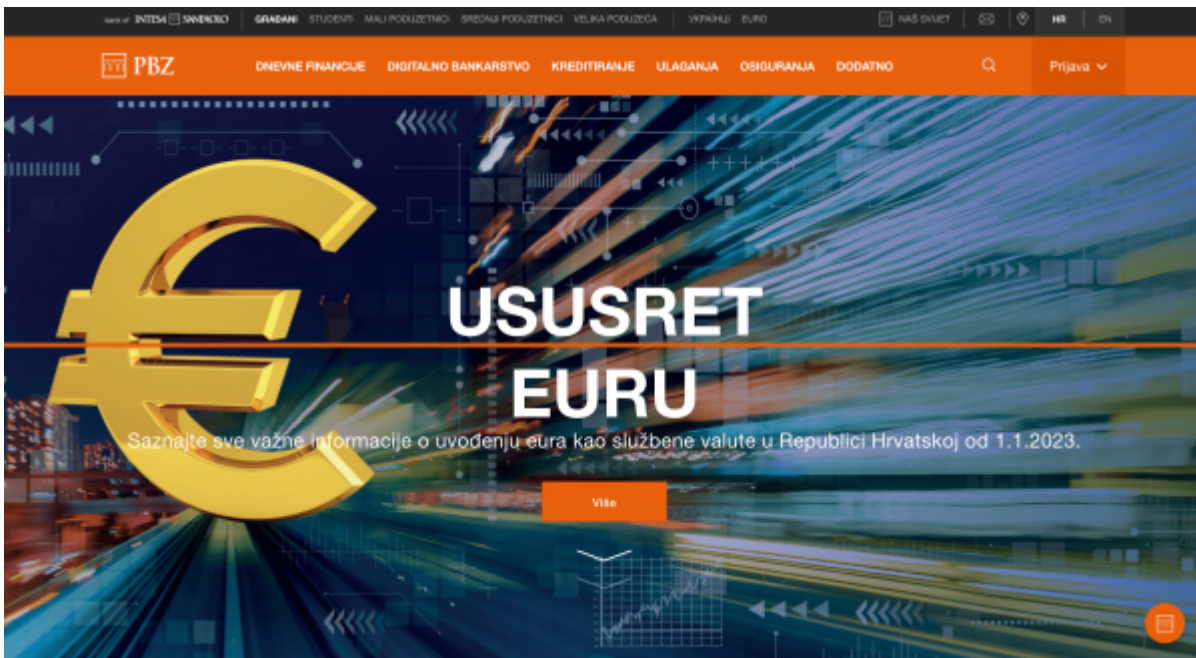 bank of INTESA SANPAOLO GRAĐANI STUDENTI MALI PODUZETNICI SREDNJI PODUZETNICI VELIKA PODUZEĆA УКРАЇНЦІ EURO NAŠ SVIJET HR EN
PBZ DNEVNE FINANCIJE DIGITALNO BANKARSTVO KREDITIRANJE ULAGANJA OSIGURANJA DODATNO Prijava
USUSRET
EURU
Saznajte sve važne informacije o uvođenju eura kao službene valute u Republici Hrvatskoj od 1.1.2023.
Više